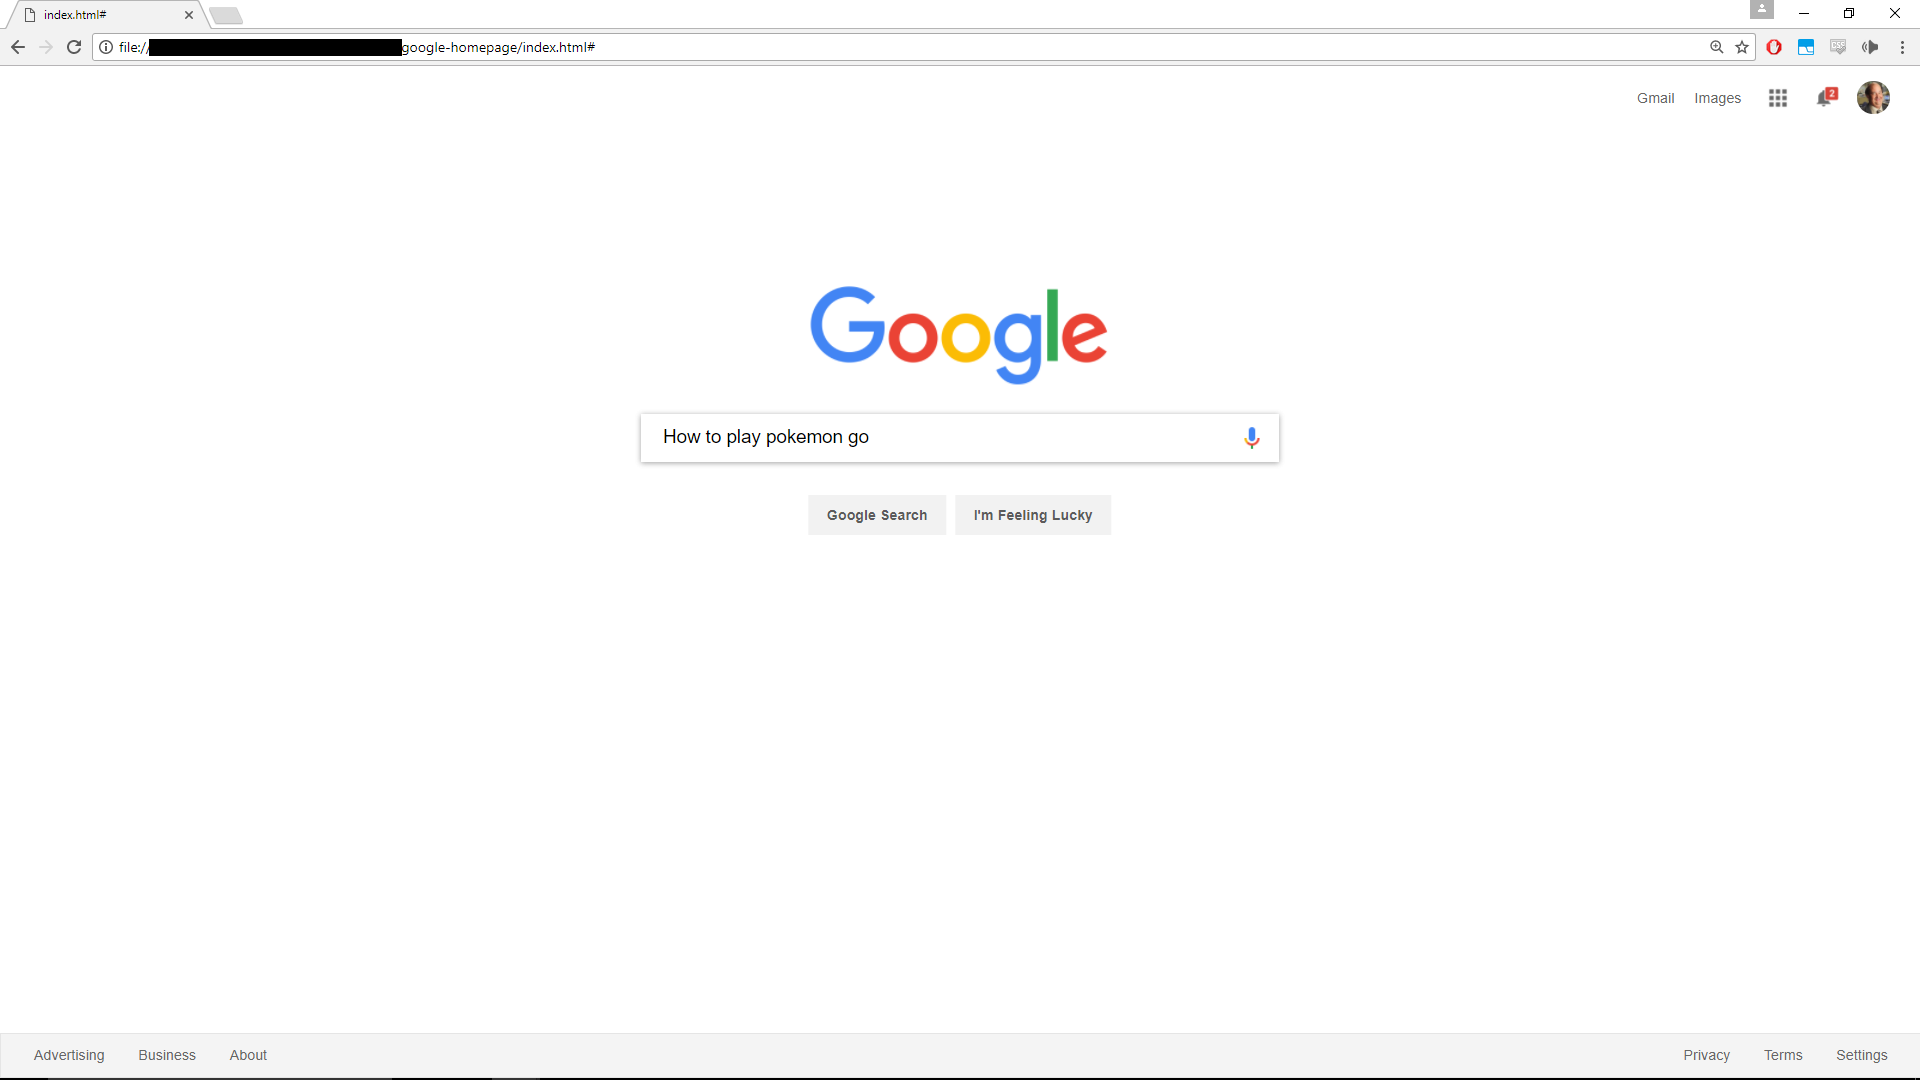 index.html#
file:// google-homepage/index.html#
Gmail Images 2
Google
How to play pokemon go
Google Search I'm Feeling Lucky
Advertising Business About Privacy Terms Settings